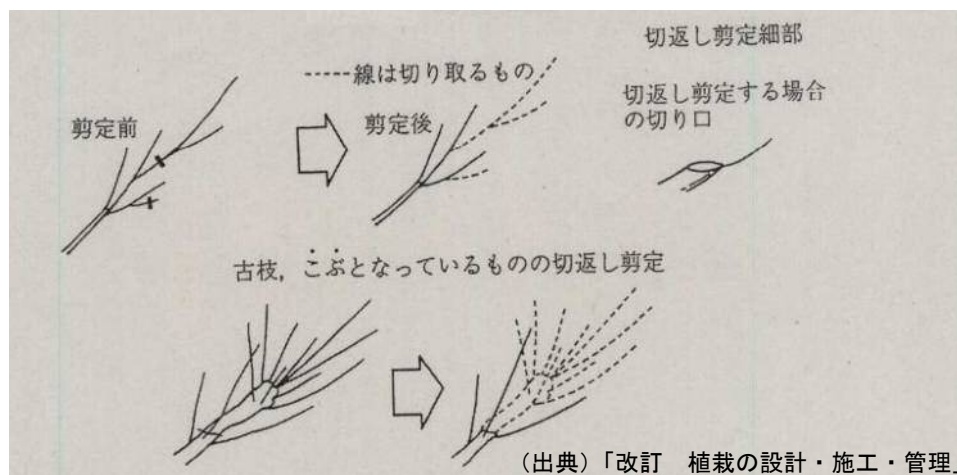 切返し剪定細部
-----線は切り取るもの
切返し剪定する場合
の切り口
剪定前
剪定後
古枝，こぶとなっているものの切返し剪定
（出典）「改訂　植栽の設計・施工・管理」